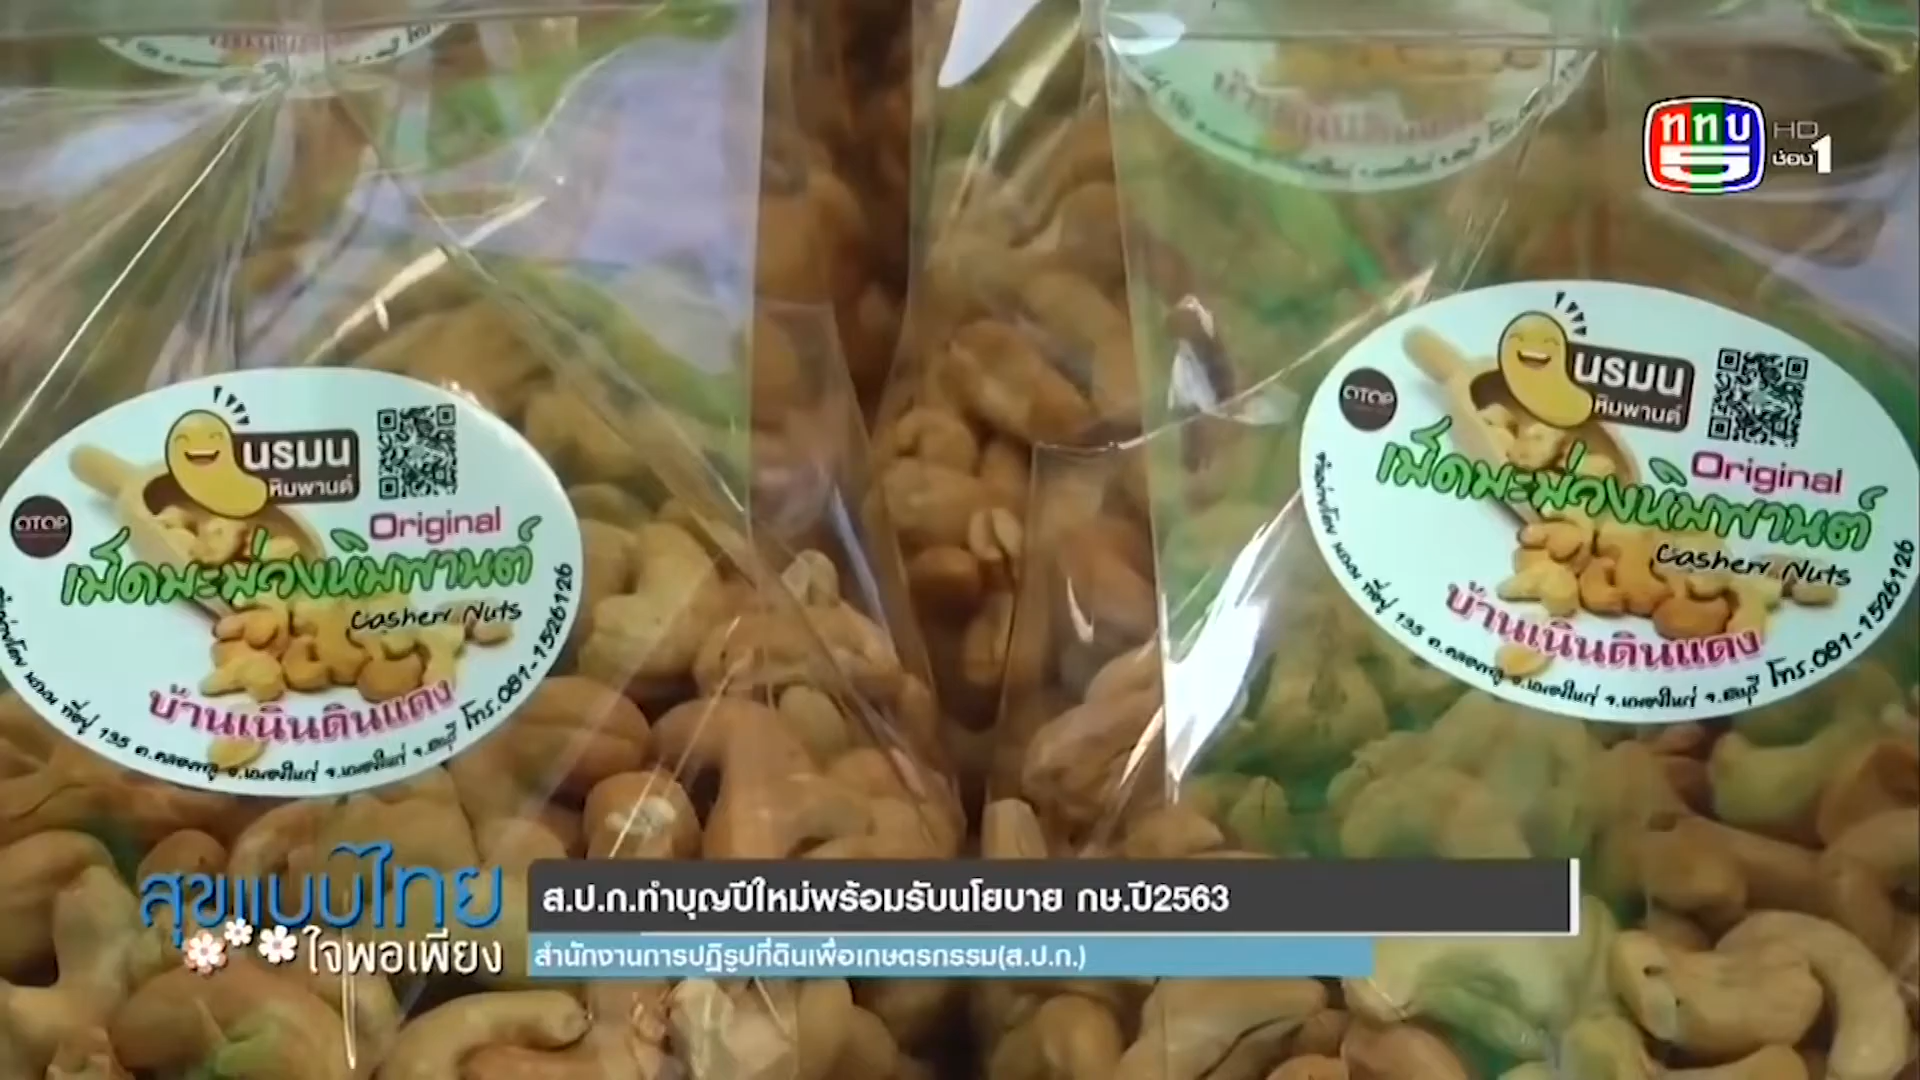 ททบ 5 HD
ช่อง1
นรมน
หิมพานต์
OTOP
Original
เม็ดมะม่วงหิมพานต์
Cashew Nuts
บ้านเนินดินแดง
135
โทร.081-1526126
นรมน
หิมพานต์
OTOP
Original
เม็ดมะม่วงหิมพานต์
Cashew Nuts
บ้านเนินดินแดง
ที่อยู่ 135
โทร.081-1526126
สุขแบบไทย
ใจพอเพียง
ส.ป.ก.ทำบุญปีใหม่พร้อมรับนโยบาย กษ.ปี2563
สำนักงานการปฏิรูปที่ดินเพื่อเกษตรกรรม(ส.ป.ก.)